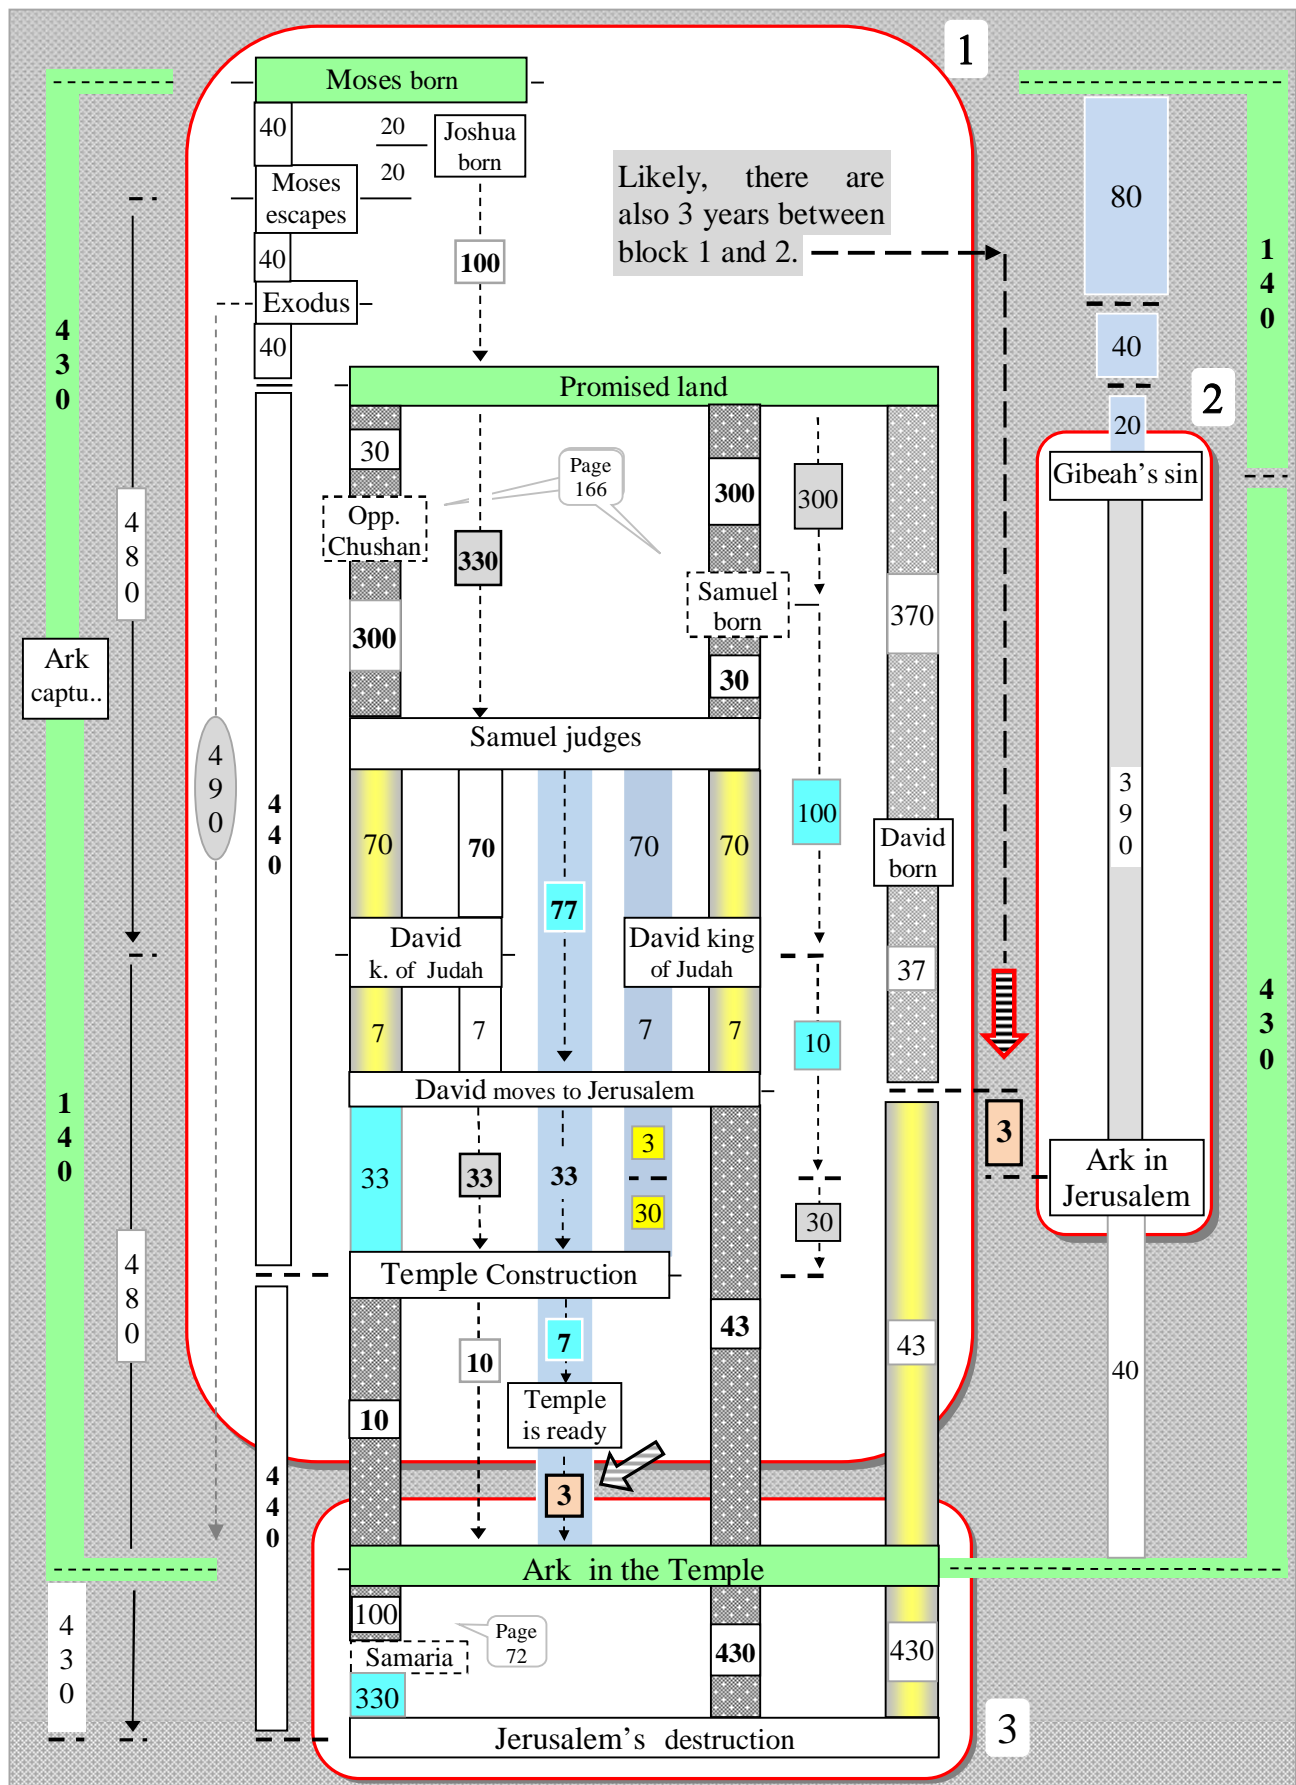 1
Moses born
40
20
Joshua
born
20
Moses
escapes
Likely, there are
also 3 years between
block 1 and 2.
80
1
4
0
40
100
Exodus
4
3
0
40
40
Promised land
2
20
30
Page
166
300
300
Gibeah's sin
Opp.
Chushan
4
8
0
330
Samuel
born
370
300
Ark
captu..
30
Samuel judges
4
9
0
4
4
0
3
9
0
70
70
70
70
100
David
born
77
David
k. of Judah
David king
of Judah
37
4
3
0
7
7
7
7
10
David moves to Jerusalem
1
4
0
3
3
33
33
33
Ark in
Jerusalem
30
30
Temple Construction
4
8
0
7
43
43
10
40
Temple
is ready
10
3
4
4
0
Ark in the Temple
100
Page
72
4
3
0
Samaria
430
430
330
3
Jerusalem's destruction